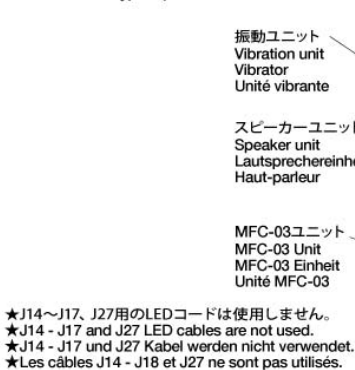 振動ユニット
Vibration unit
Vibrator
Unité vibrante
スピーカーユニット
Speaker unit
Haut-parleur
MFC-03ユニット
MFC-03 Unit
MFC-03 Einheit
Unité MFC-03
★J14～J17、J27用のLEDコードは使用しません。
★J14 - J17 and J27 LED cables are not used.
★J14 - J17 und J27 Kabel werden nicht verwendet.
★Les câbles J14 - J18 et J27 ne sont pas utilisés.